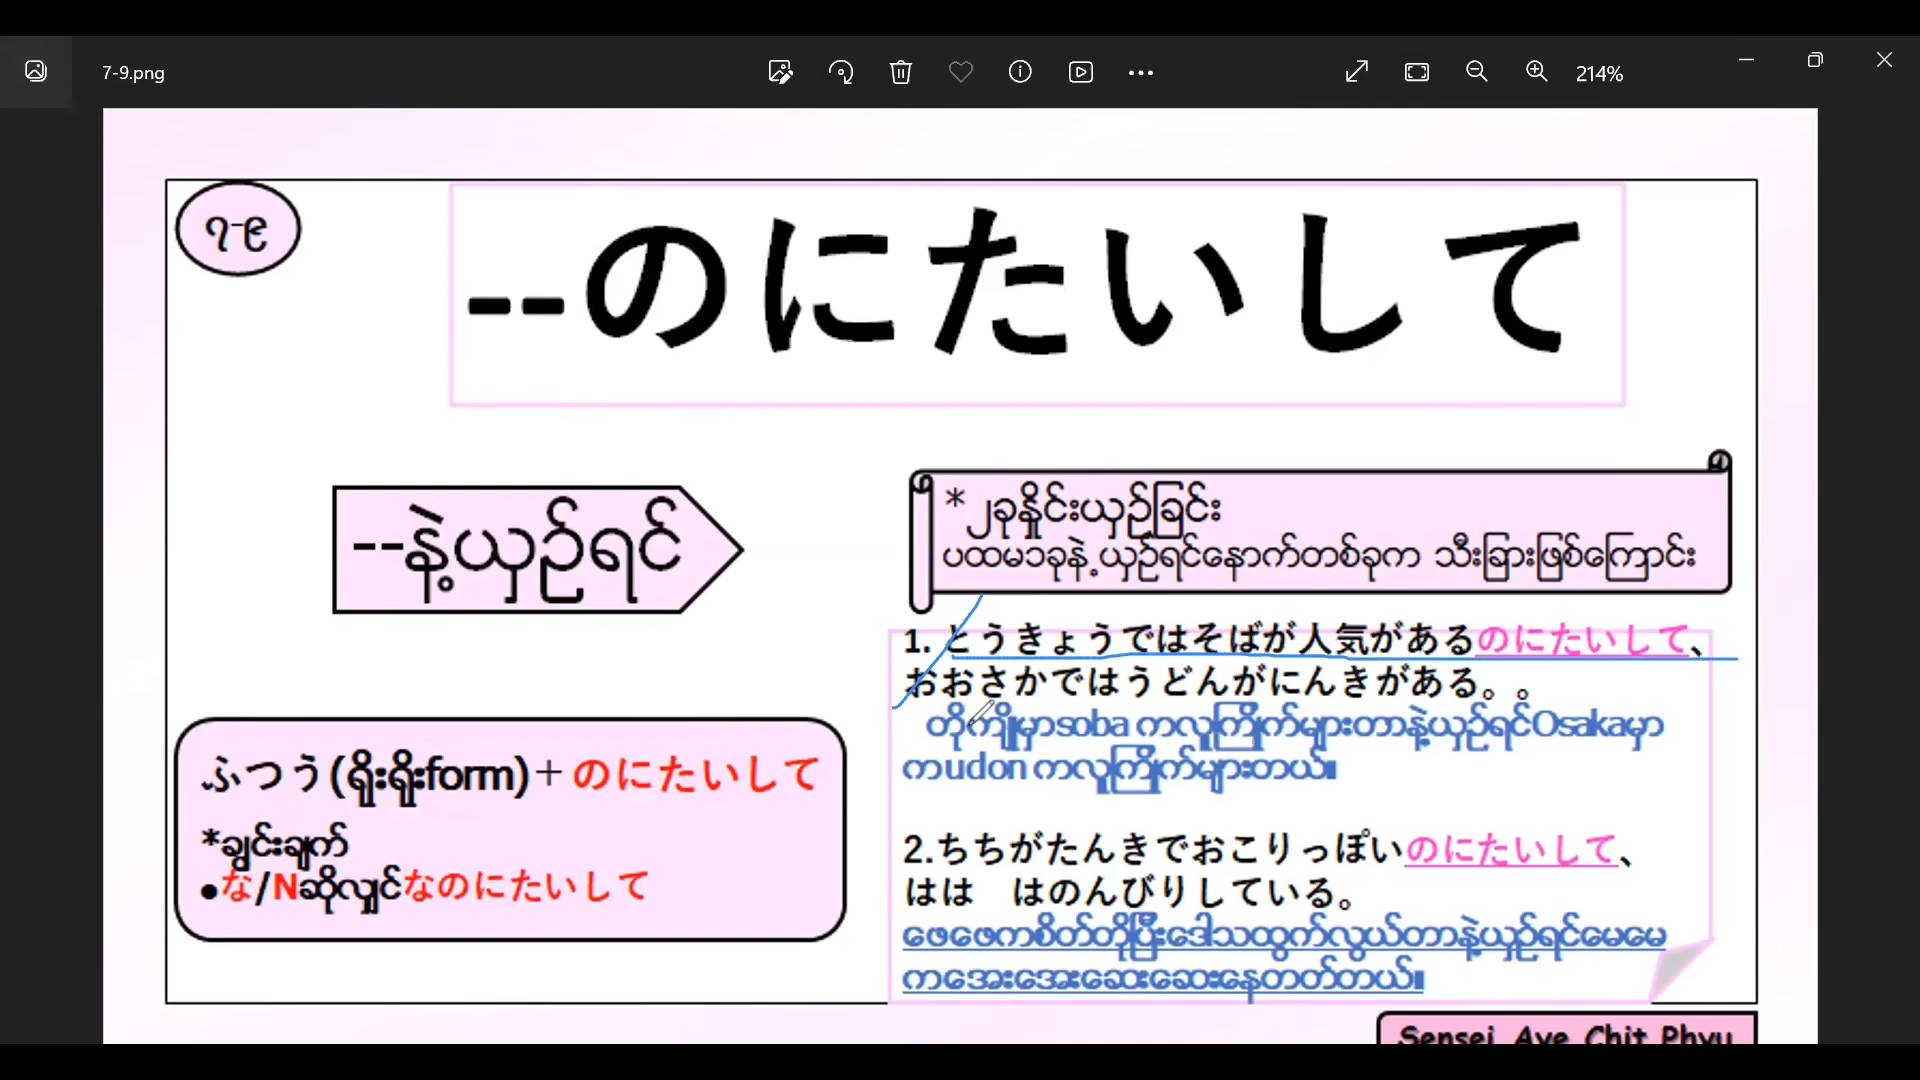 7-9.png
214%
၇-၉
--のにたいして
--နဲ့ယှဉ်ရင်
*၂ခုနှိုင်းယှဉ်ခြင်း
ပထမ၁ခုနဲ့ယှဉ်ရင်နောက်တစ်ခုက သီးခြားဖြစ်ကြောင်း
ふつう(ရိုးရိုးform)+のにたいして
*ချွင်းချက်
●な/Nဆိုလျှင်なのにたいして
1. とうきょうではそばが人気があるのにたいして、
おおさかではうどんがにんきがある。。
တိုကျိုမှာsoba ကလူကြိုက်များတာနဲ့ယှဉ်ရင်Osakaမှာ
ကudon ကလူကြိုက်များတယ်။
2.ちちがたんきでおこりっぽいのにたいして、
はは　はのんびりしている。
ဖေဖေကစိတ်တိုပြီးဒေါသထွက်လွယ်တာနဲ့ယှဉ်ရင်မေမေ
ကအေးအေးဆေးဆေးနေတတ်တယ်။
Sensei Aye Chit Phyu